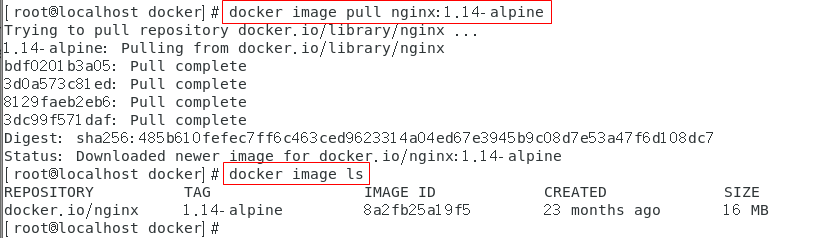 [root@localhost docker]# docker image pull nginx:1.14-alpine
Trying to pull repository docker.io/library/nginx ...
1.14-alpine: Pulling from docker.io/library/nginx
bdf0201b3a05: Pull complete
3d0a573c81ed: Pull complete
8129faeb2eb6: Pull complete
3dc99f571daf: Pull complete
Digest: sha256:485b610fefec7ff6c463ced9623314a04ed67e3945b9c08d7e53a47f6d108dc7
Status: Downloaded newer image for docker.io/nginx:1.14-alpine
[root@localhost docker]# docker image ls
REPOSITORY TAG IMAGE ID CREATED SIZE
docker.io/nginx 1.14-alpine 8a2fb25a19f5 23 months ago 16 MB
[root@localhost docker]#